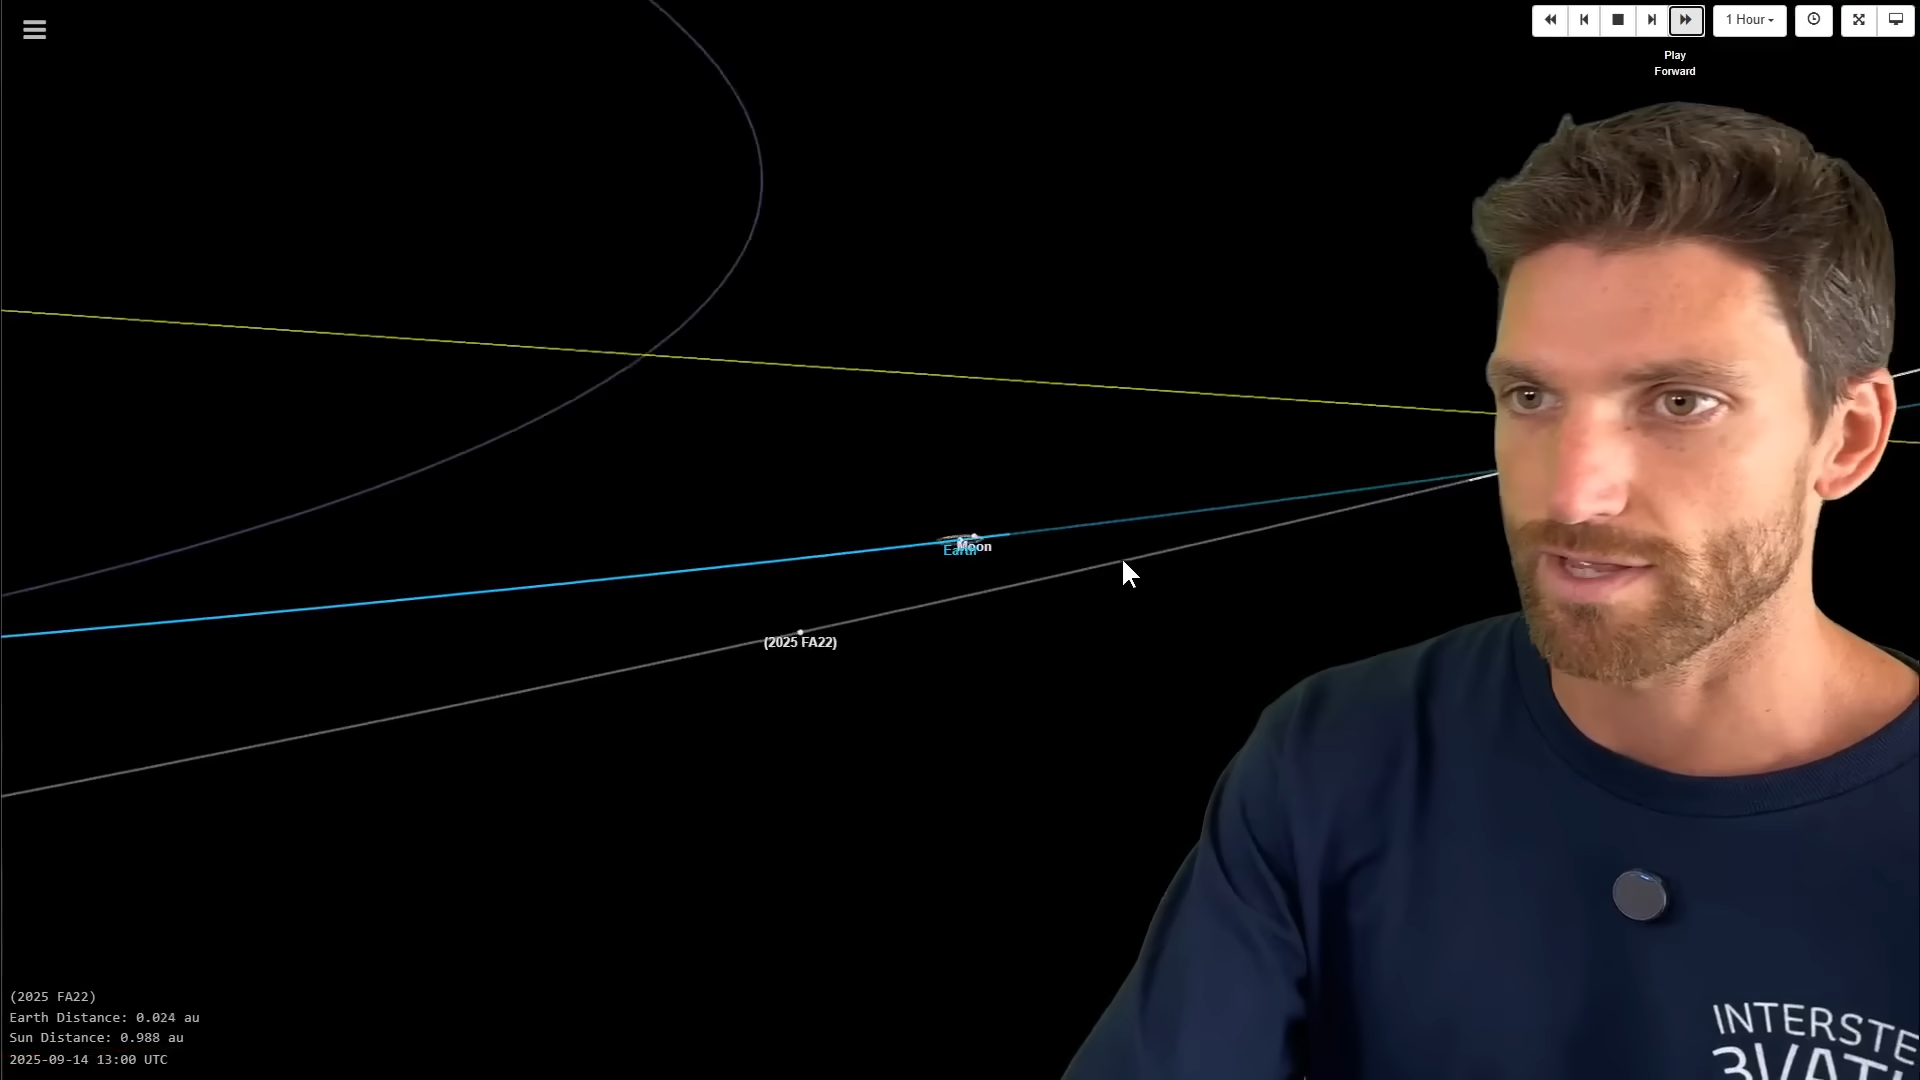 1 Hour
Play
Forward
Earth
Moon
(2025 FA22)
(2025 FA22)
Earth Distance: 0.024 au
Sun Distance: 0.988 au
2025-09-14 13:00 UTC
INTERSTE